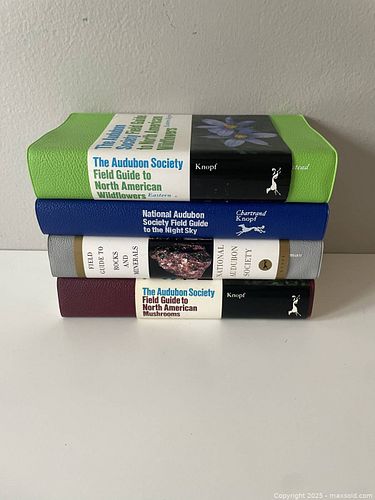 The Audubon
Society Field Guide
to North American
Wildflowers
The Audubon Society
Field Guide to
North American
Wildflowers Eastern
Knopf
National Audubon
Society Field Guide
to the Night Sky
Chartrand
Knopf
FIELD
GUIDE TO
ROCKS
AND
MINERALS
NATIONAL
AUDUBON
SOCIETY
The Audubon Society
Field Guide to
North American
Mushrooms
Knopf
Copyright 2025 - maxsold.com